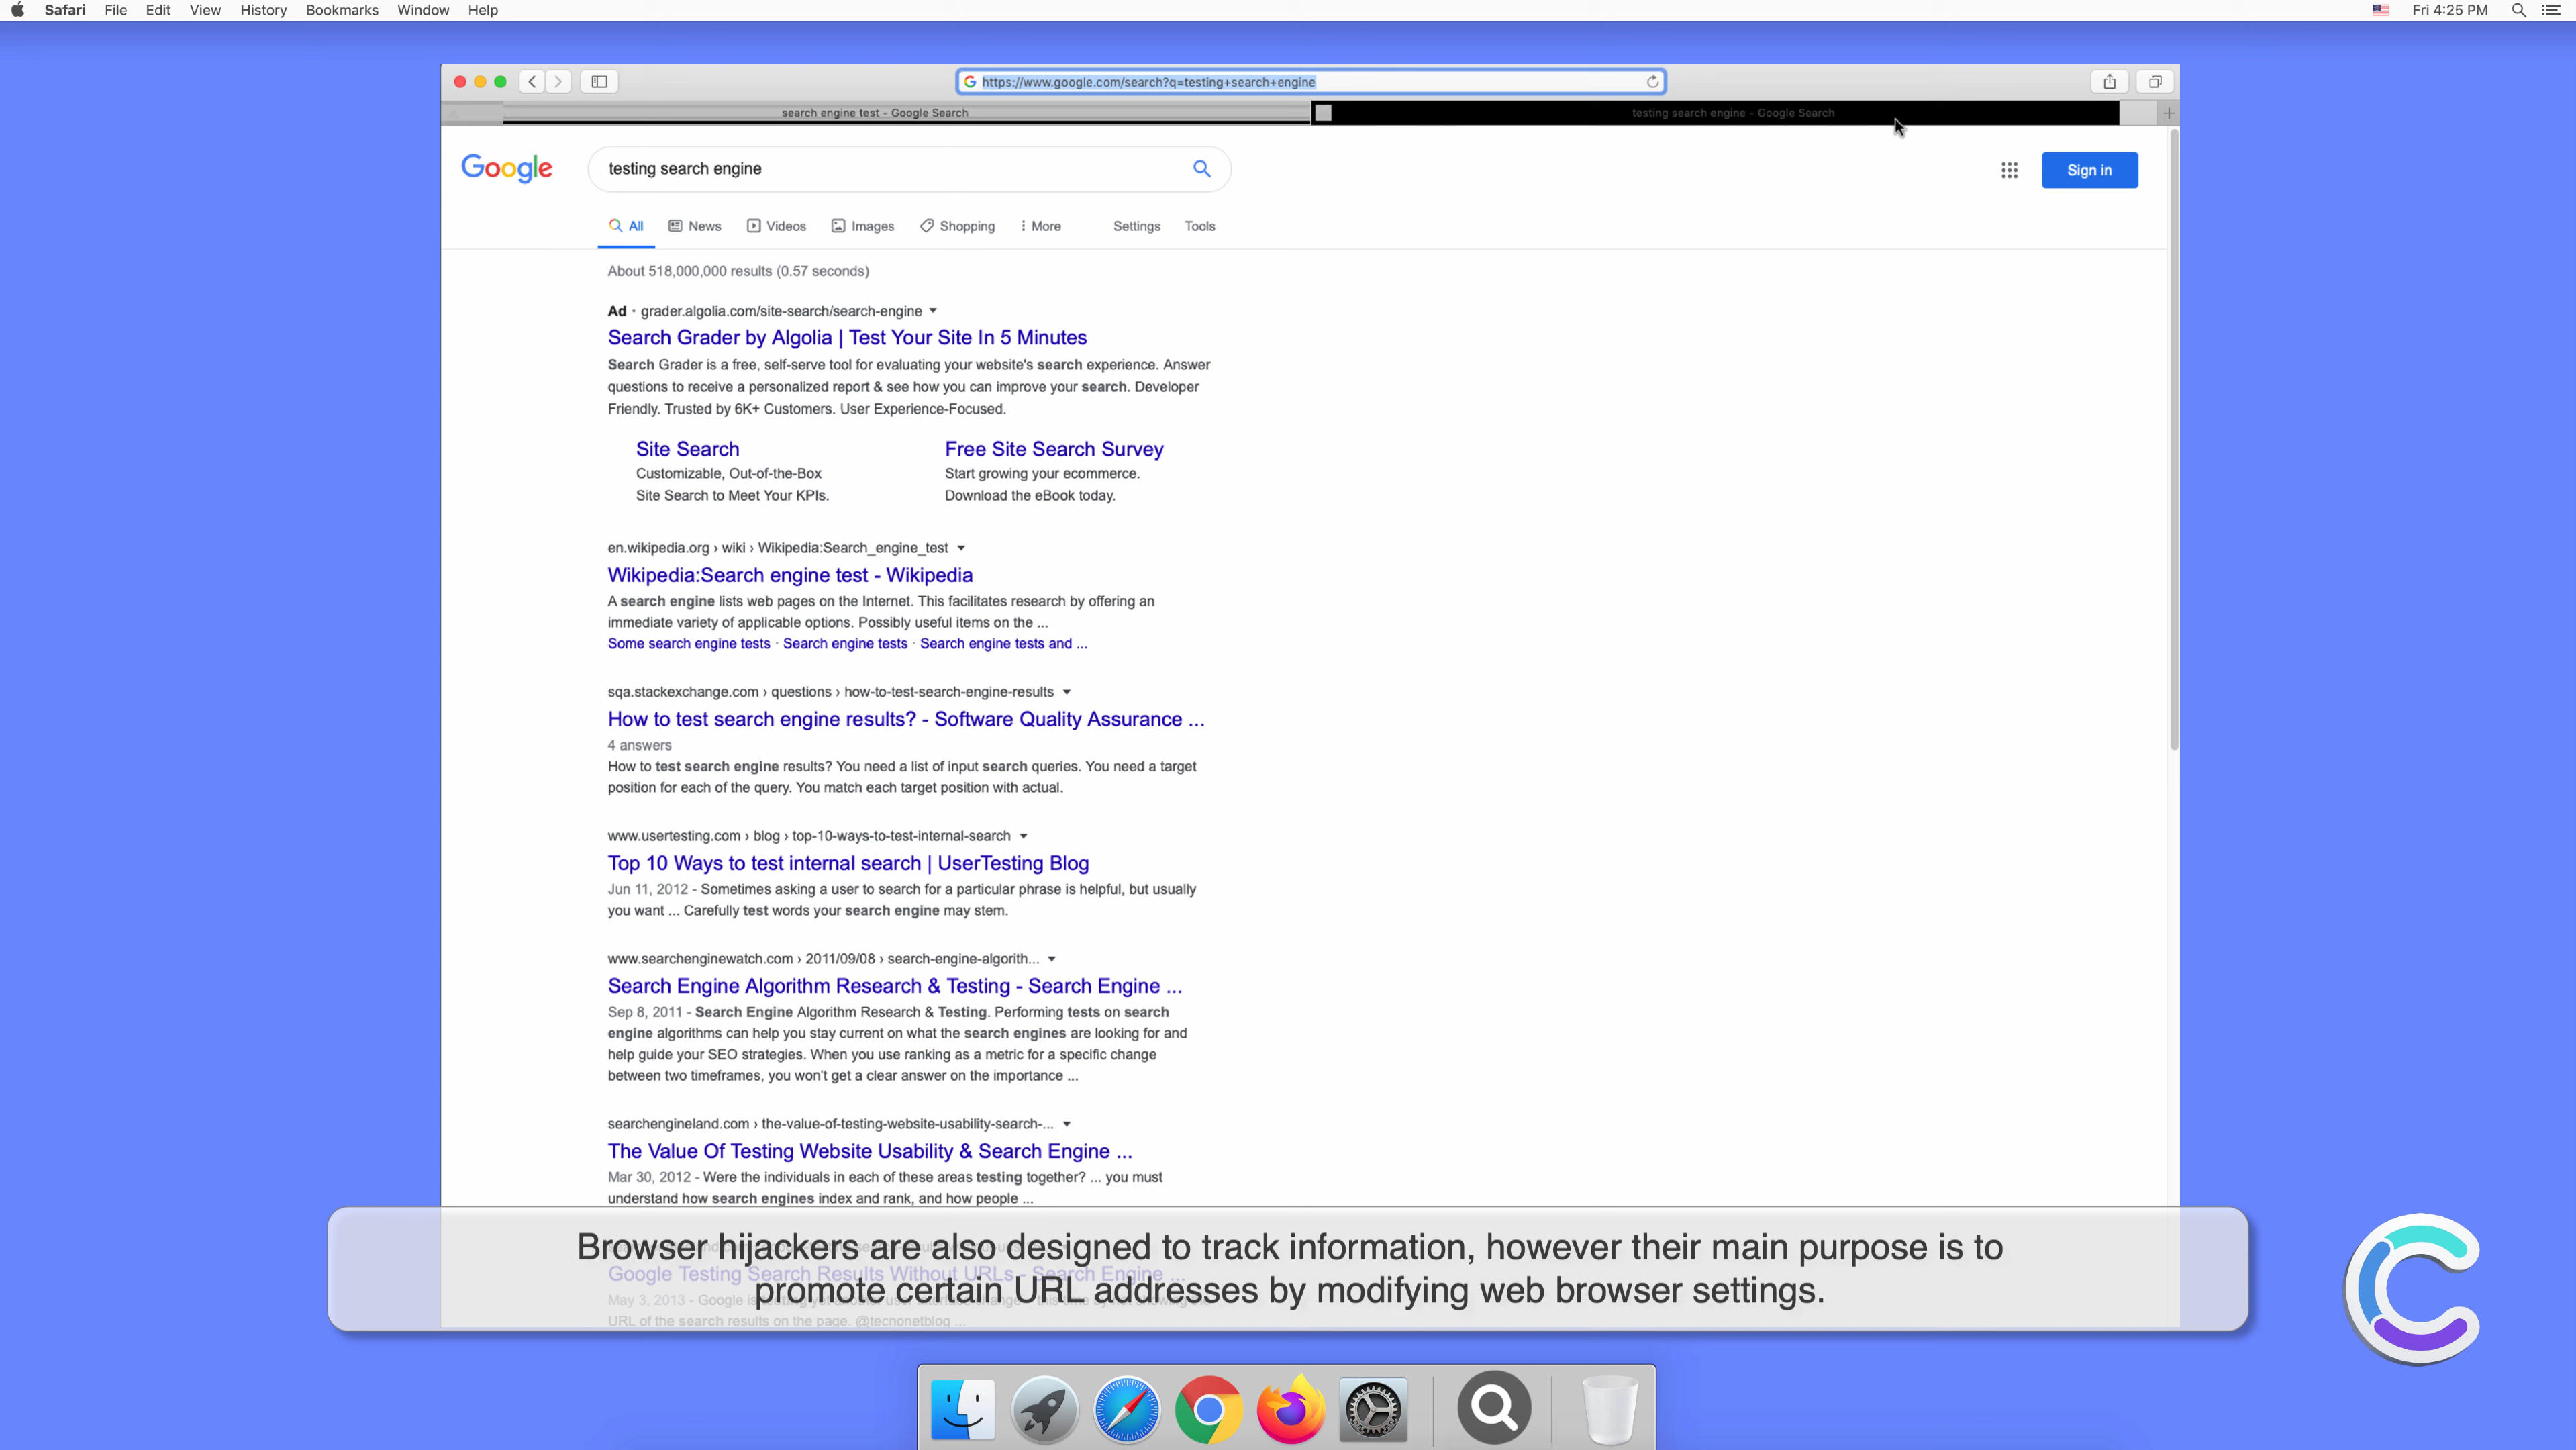 Safari File Edit View History Bookmarks Window Help Fri 4:25 PM
https://www.google.com/search?q=testing+search+engine
search engine test - Google Search testing search engine - Google Search
Google testing search engine Sign in
All News Videos Images Shopping More Settings Tools
About 518,000,000 results (0.57 seconds)
Ad · grader.algolia.com/site-search/search-engine
Search Grader by Algolia | Test Your Site In 5 Minutes
Search Grader is a free, self-serve tool for evaluating your website's search experience. Answer
questions to receive a personalized report & see how you can improve your search. Developer
Friendly. Trusted by 6K+ Customers. User Experience-Focused.
Site Search Free Site Search Survey
Customizable, Out-of-the-Box Start growing your ecommerce.
Site Search to Meet Your KPIs. Download the eBook today.
en.wikipedia.org › wiki › Wikipedia:Search_engine_test
Wikipedia:Search engine test - Wikipedia
A search engine lists web pages on the Internet. This facilitates research by offering an
immediate variety of applicable options. Possibly useful items on the ...
Some search engine tests · Search engine tests · Search engine tests and ...
sqa.stackexchange.com › questions › how-to-test-search-engine-results
How to test search engine results? - Software Quality Assurance ...
4 answers
How to test search engine results? You need a list of input search queries. You need a target
position for each of the query. You match each target position with actual.
www.usertesting.com › blog › top-10-ways-to-test-internal-search
Top 10 Ways to test internal search | UserTesting Blog
Jun 11, 2012 - Sometimes asking a user to search for a particular phrase is helpful, but usually
you want ... Carefully test words your search engine may stem.
www.searchenginewatch.com › 2011/09/08 › search-engine-algorith...
Search Engine Algorithm Research & Testing - Search Engine ...
Sep 8, 2011 - Search Engine Algorithm Research & Testing. Performing tests on search
engine algorithms can help you stay current on what the search engines are looking for and
help guide your SEO strategies. When you use ranking as a metric for a specific change
between two timeframes, you won't get a clear answer on the importance ...
searchengineland.com › the-value-of-testing-website-usability-search-...
The Value Of Testing Website Usability & Search Engine ...
Mar 30, 2012 - Were the individuals in each of these areas testing together? ... you must
understand how search engines index and rank, and how people ...
Browser hijackers are also designed to track information, however their main purpose is to
Google Testing Search Results Without URLs - Search Engine ...
promote certain URL addresses by modifying web browser settings.
May 3, 2013 - Google is testing yet another user interface change
URL of the search results on the page. @tecnonetblog ...